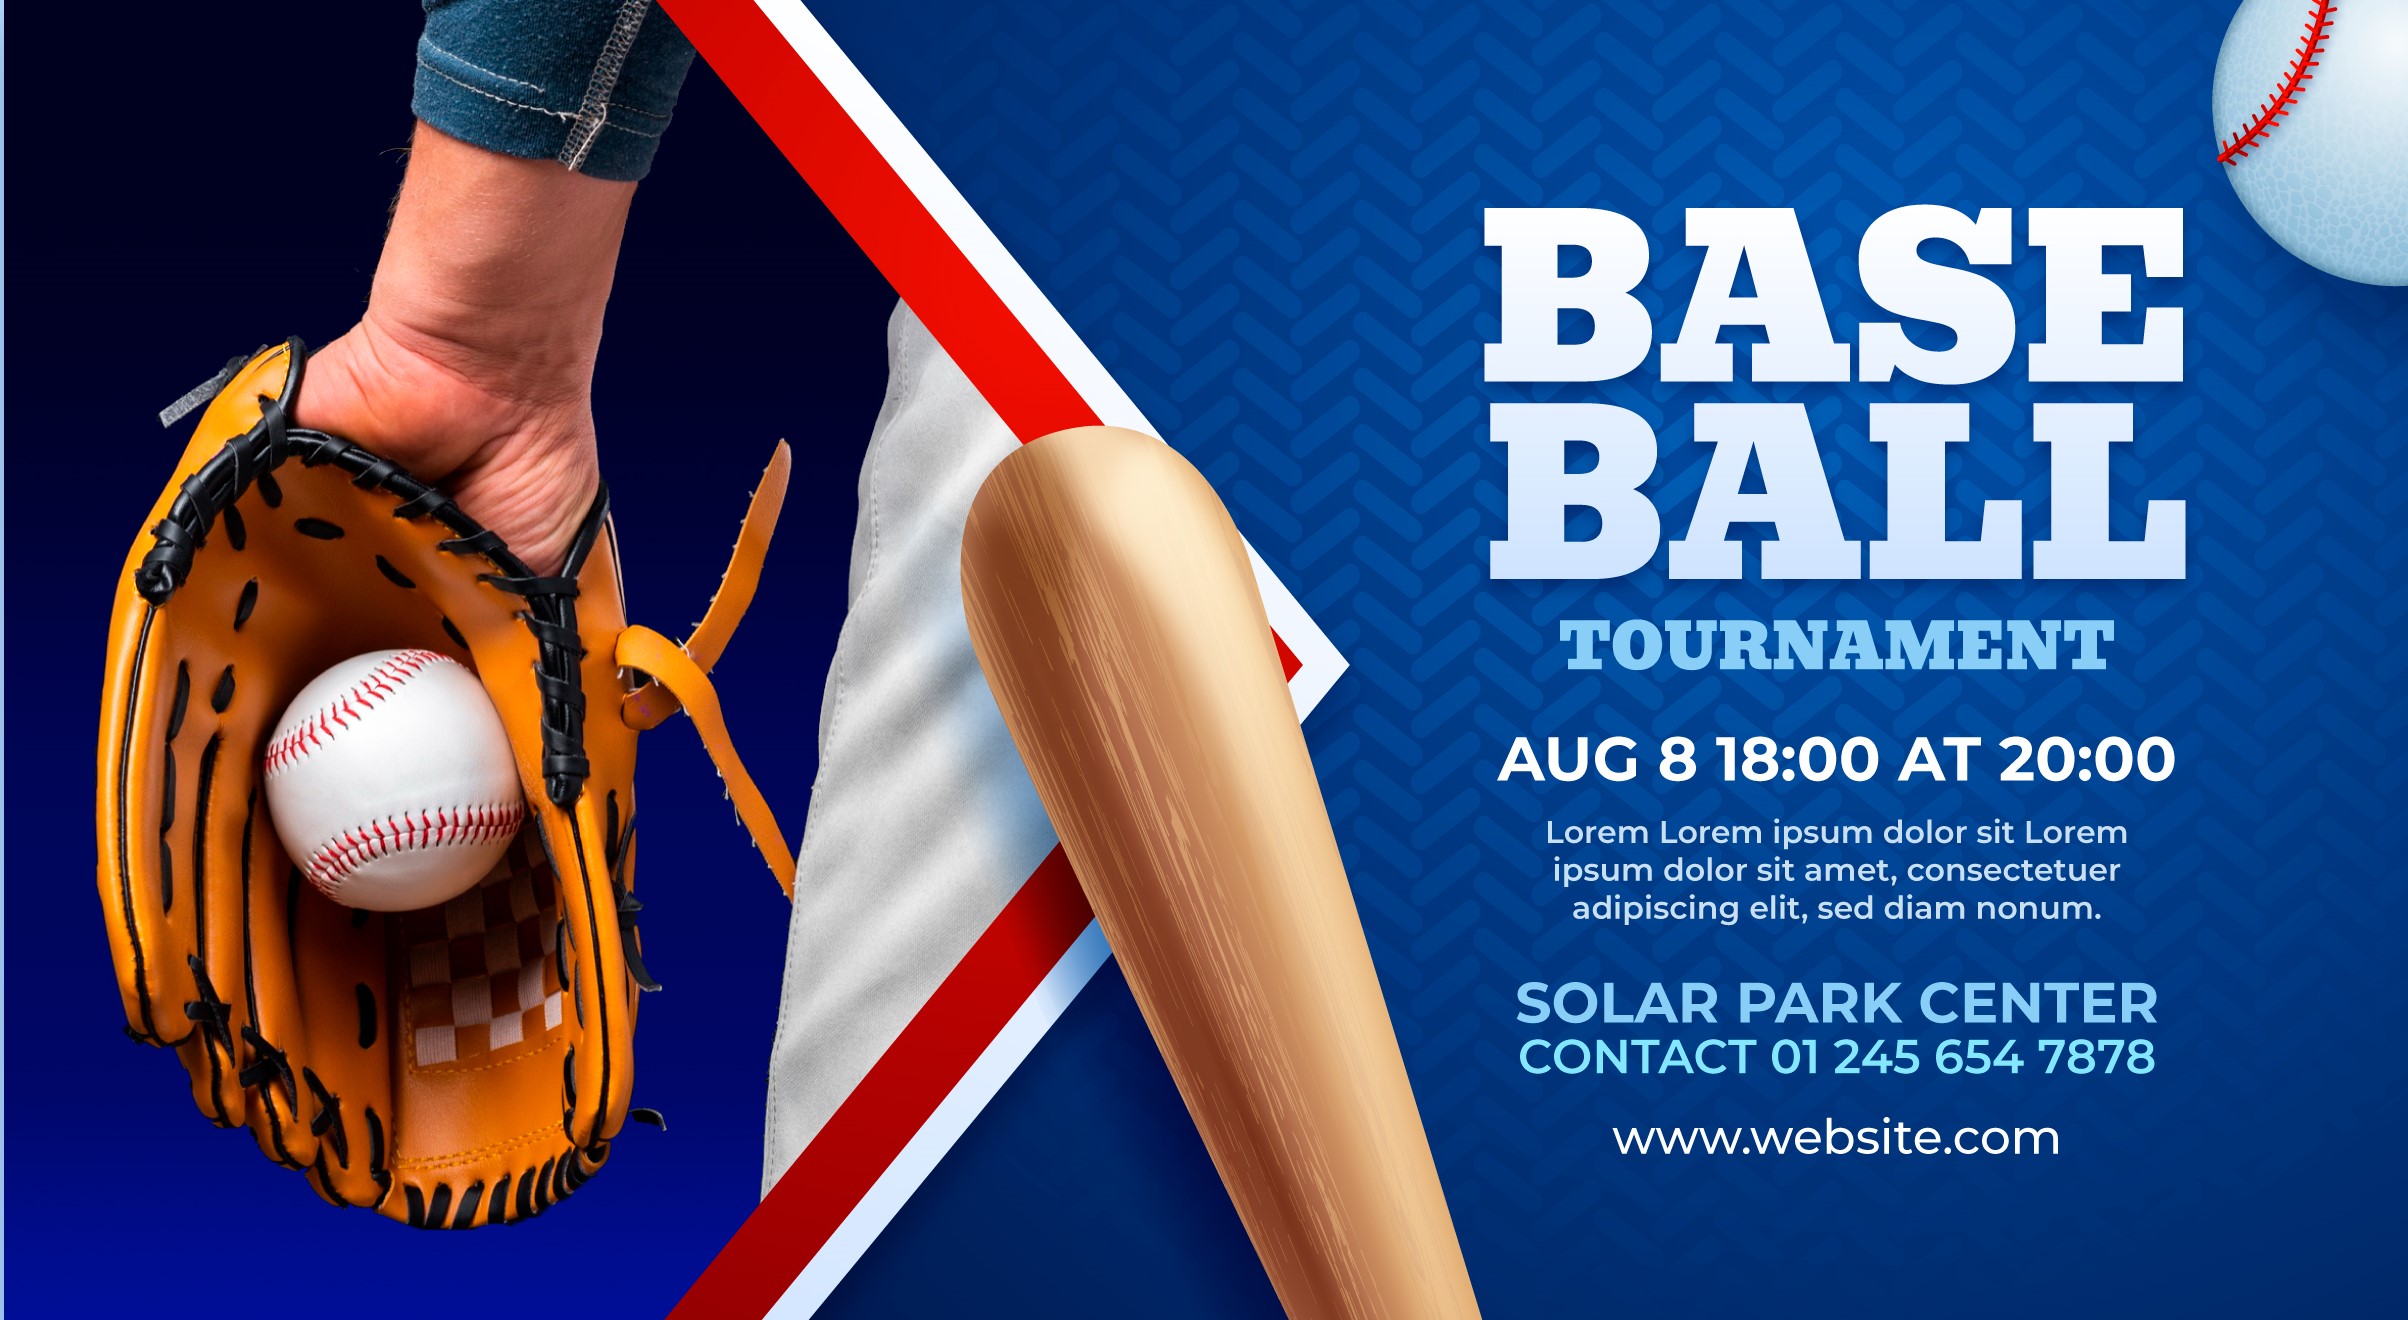 BASE
BALL
TOURNAMENT
AUG 8 18:00 AT 20:00
Lorem Lorem ipsum dolor sit Lorem
ipsum dolor sit amet, consectetuer
adipiscing elit, sed diam nonum.
SOLAR PARK CENTER
CONTACT 01 245 654 7878
www.website.com